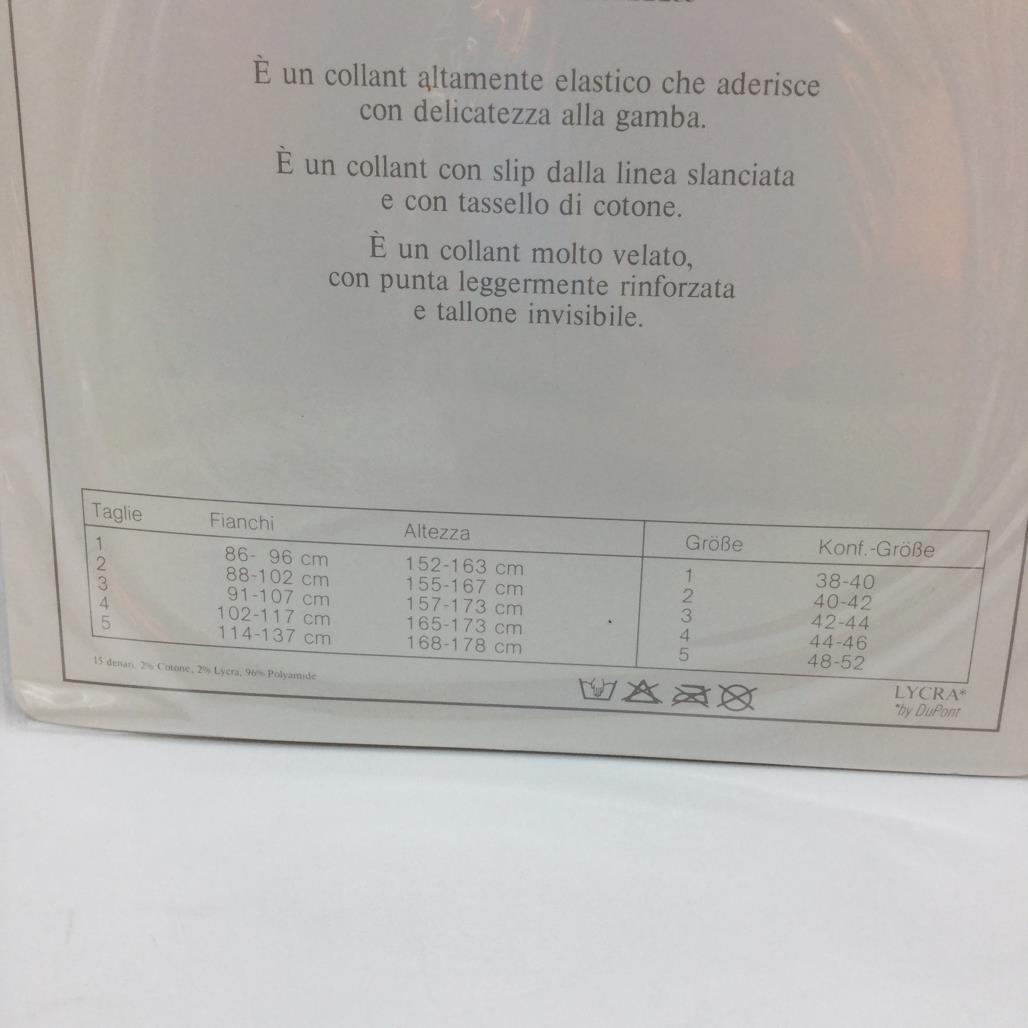 È un collant altamente elastico che aderisce
con delicatezza alla gamba.
È un collant con slip dalla linea slanciata
e con tassello di cotone.
È un collant molto velato,
con punta leggermente rinforzata
e tallone invisibile.
Taglie Fianchi Altezza Größe Konf.-Größe
1 86- 96 cm 152-163 cm 1 38-40
2 88-102 cm 155-167 cm 2 40-42
3 91-107 cm 157-173 cm 3 42-44
4 102-117 cm 165-173 cm 4 44-46
5 114-137 cm 168-178 cm 5 48-52
15 denari. 2% Cotone, 2% Lycra, 96% Polyamide
LYCRA*
*by DuPont